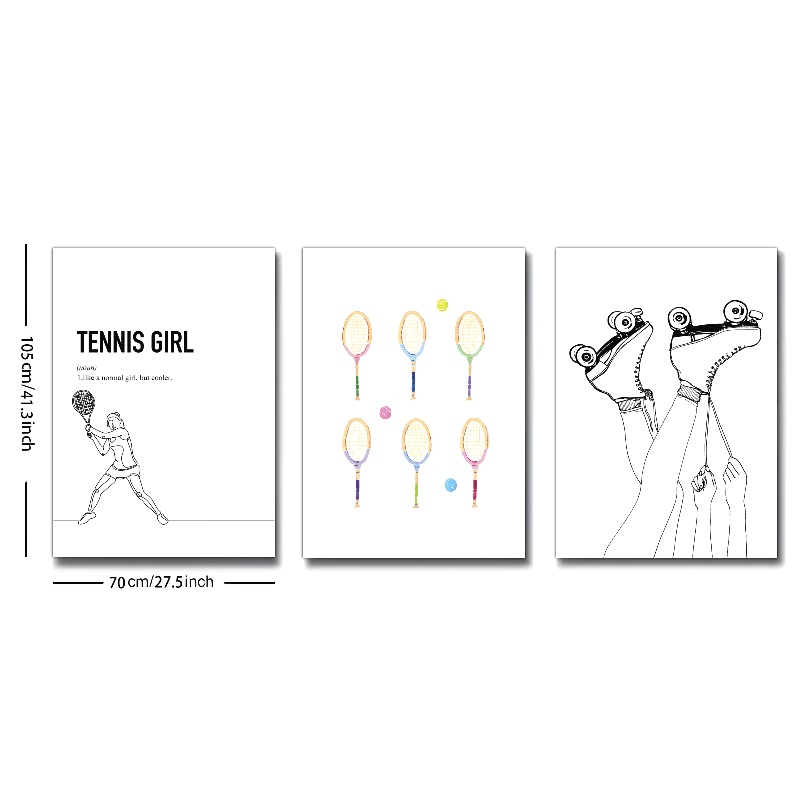 TENNIS GIRL
(noun)
1.like a normal girl, but cooler.
105cm/41.3inch
70cm/27.5inch